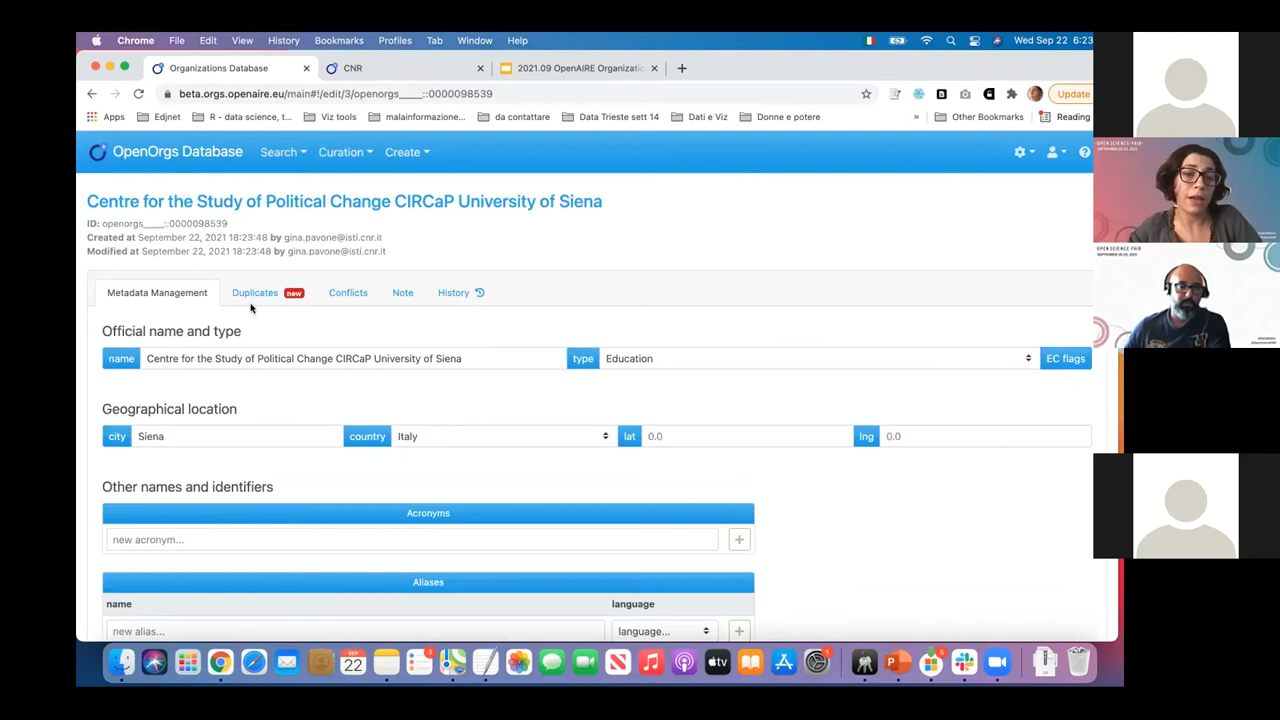 Chrome File Edit View History Bookmarks Profiles Tab Window Help Wed Sep 22 6:23
Organizations Database CNR 2021.09 OpenAIRE Organizatio
beta.orgs.openaire.eu/main#!/edit/3/openorgs____::0000098539 Update
Apps Edjnet R - data science, t... Viz tools malainformazione... da contattare Data Trieste sett 14 Dati e Viz Donne e potere » Other Bookmarks Reading
OpenOrgs Database Search Curation Create
Centre for the Study of Political Change CIRCaP University of Siena
ID: openorgs____::0000098539
Created at September 22, 2021 18:23:48 by gina.pavone@isti.cnr.it
Modified at September 22, 2021 18:23:48 by gina.pavone@isti.cnr.it
Metadata Management Duplicates new Conflicts Note History
Official name and type
name Centre for the Study of Political Change CIRCaP University of Siena type Education EC flags
Geographical location
city Siena country Italy lat 0.0 lng 0.0
Other names and identifiers
Acronyms
new acronym... +
Aliases
name language
new alias... language... +
OPEN SCIENCE FAIR
OPEN SCIENCE FAIR